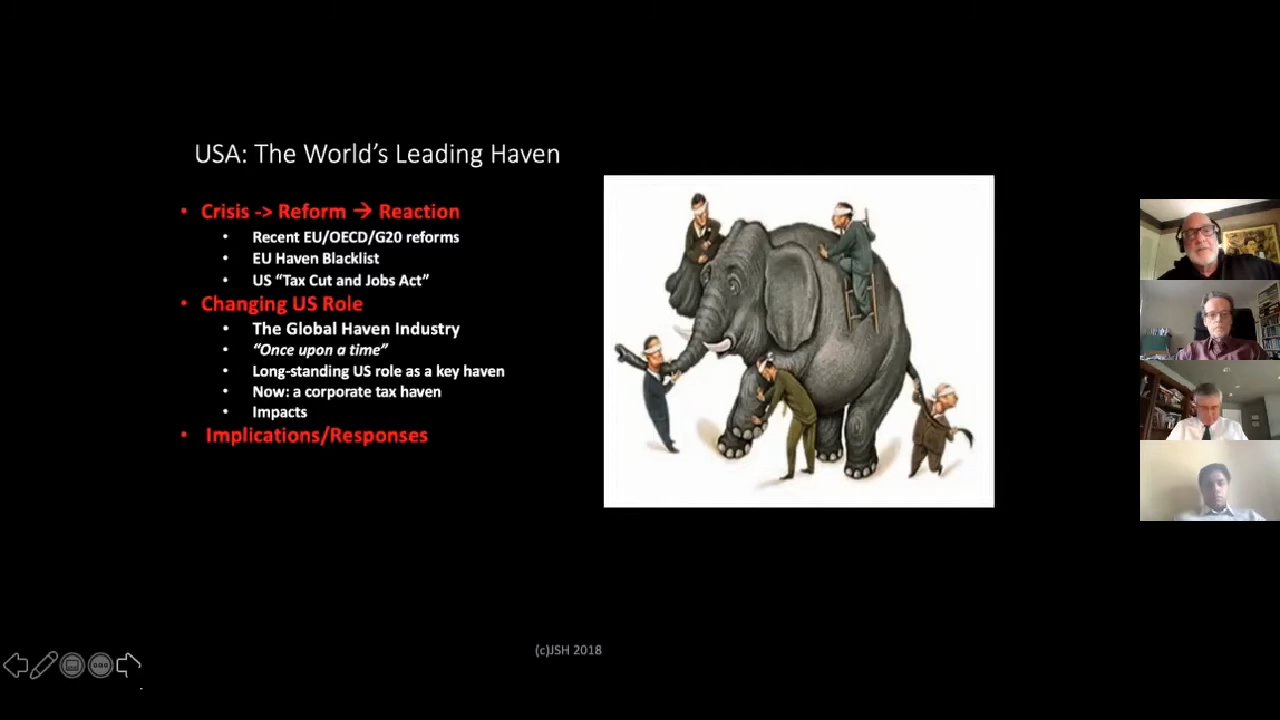 USA: The World's Leading Haven
• Crisis -> Reform → Reaction
• Recent EU/OECD/G20 reforms
• EU Haven Blacklist
• US "Tax Cut and Jobs Act"
• Changing US Role
• The Global Haven Industry
• "Once upon a time"
• Long-standing US role as a key haven
• Now: a corporate tax haven
• Impacts
• Implications/Responses
(c)JSH 2018